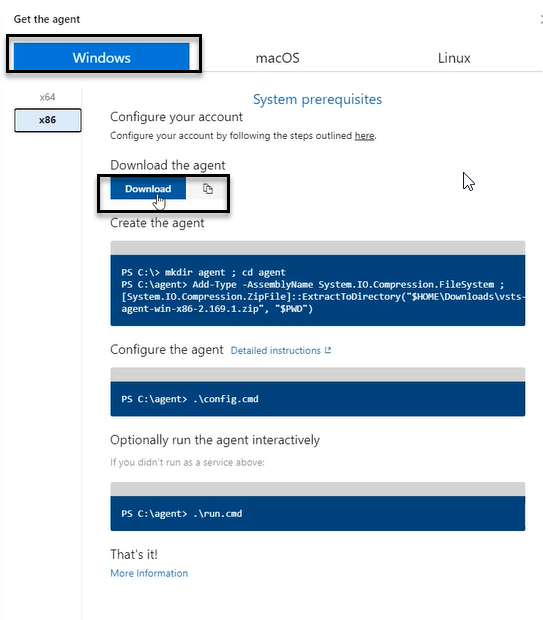 Get the agent
Windows
macOS
Linux
x64
x86
System prerequisites
Configure your account
Configure your account by following the steps outlined here.
Download the agent
Download
Create the agent
PS C:\> mkdir agent ; cd agent
PS C:\agent> Add-Type -AssemblyName System.IO.Compression.FileSystem ;
[System.IO.Compression.ZipFile]::ExtractToDirectory("$HOME\Downloads\vsts-
agent-win-x86-2.169.1.zip", "$PWD")
Configure the agent Detailed instructions
PS C:\agent> .\config.cmd
Optionally run the agent interactively
If you didn't run as a service above:
PS C:\agent> .\run.cmd
That's it!
More Information